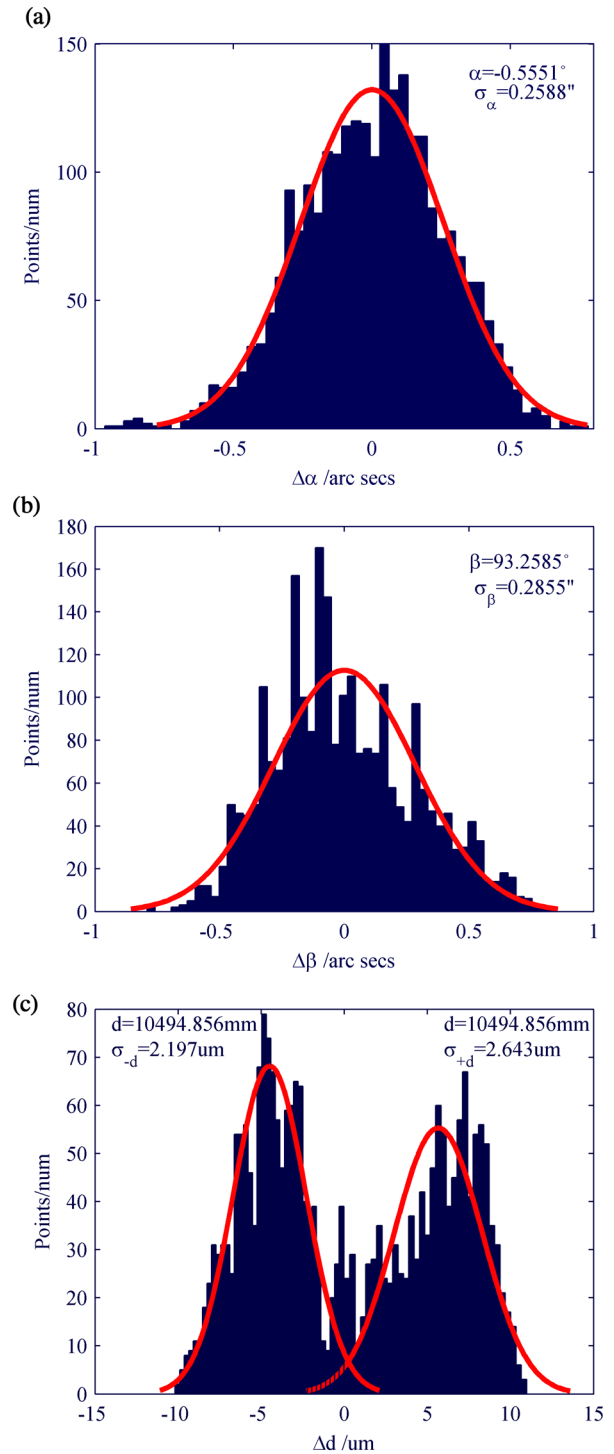 (a)
150
α=-0.5551°
σα=0.2588"
100
Points/num
50
0
-1 -0.5 0 0.5
Δα /arc secs
(b)
180
β=93.2585°
160
σβ=0.2855"
140
120
100
Points/num
80
60
40
20
0
-1 -0.5 0 0.5 1
Δβ /arc secs
(c)
80
d=10494.856mm d=10494.856mm
σ-d=2.197um σ+d=2.643um
70
60
50
40
Points/num
30
20
10
0
-15 -10 -5 0 5 10 15
Δd /um